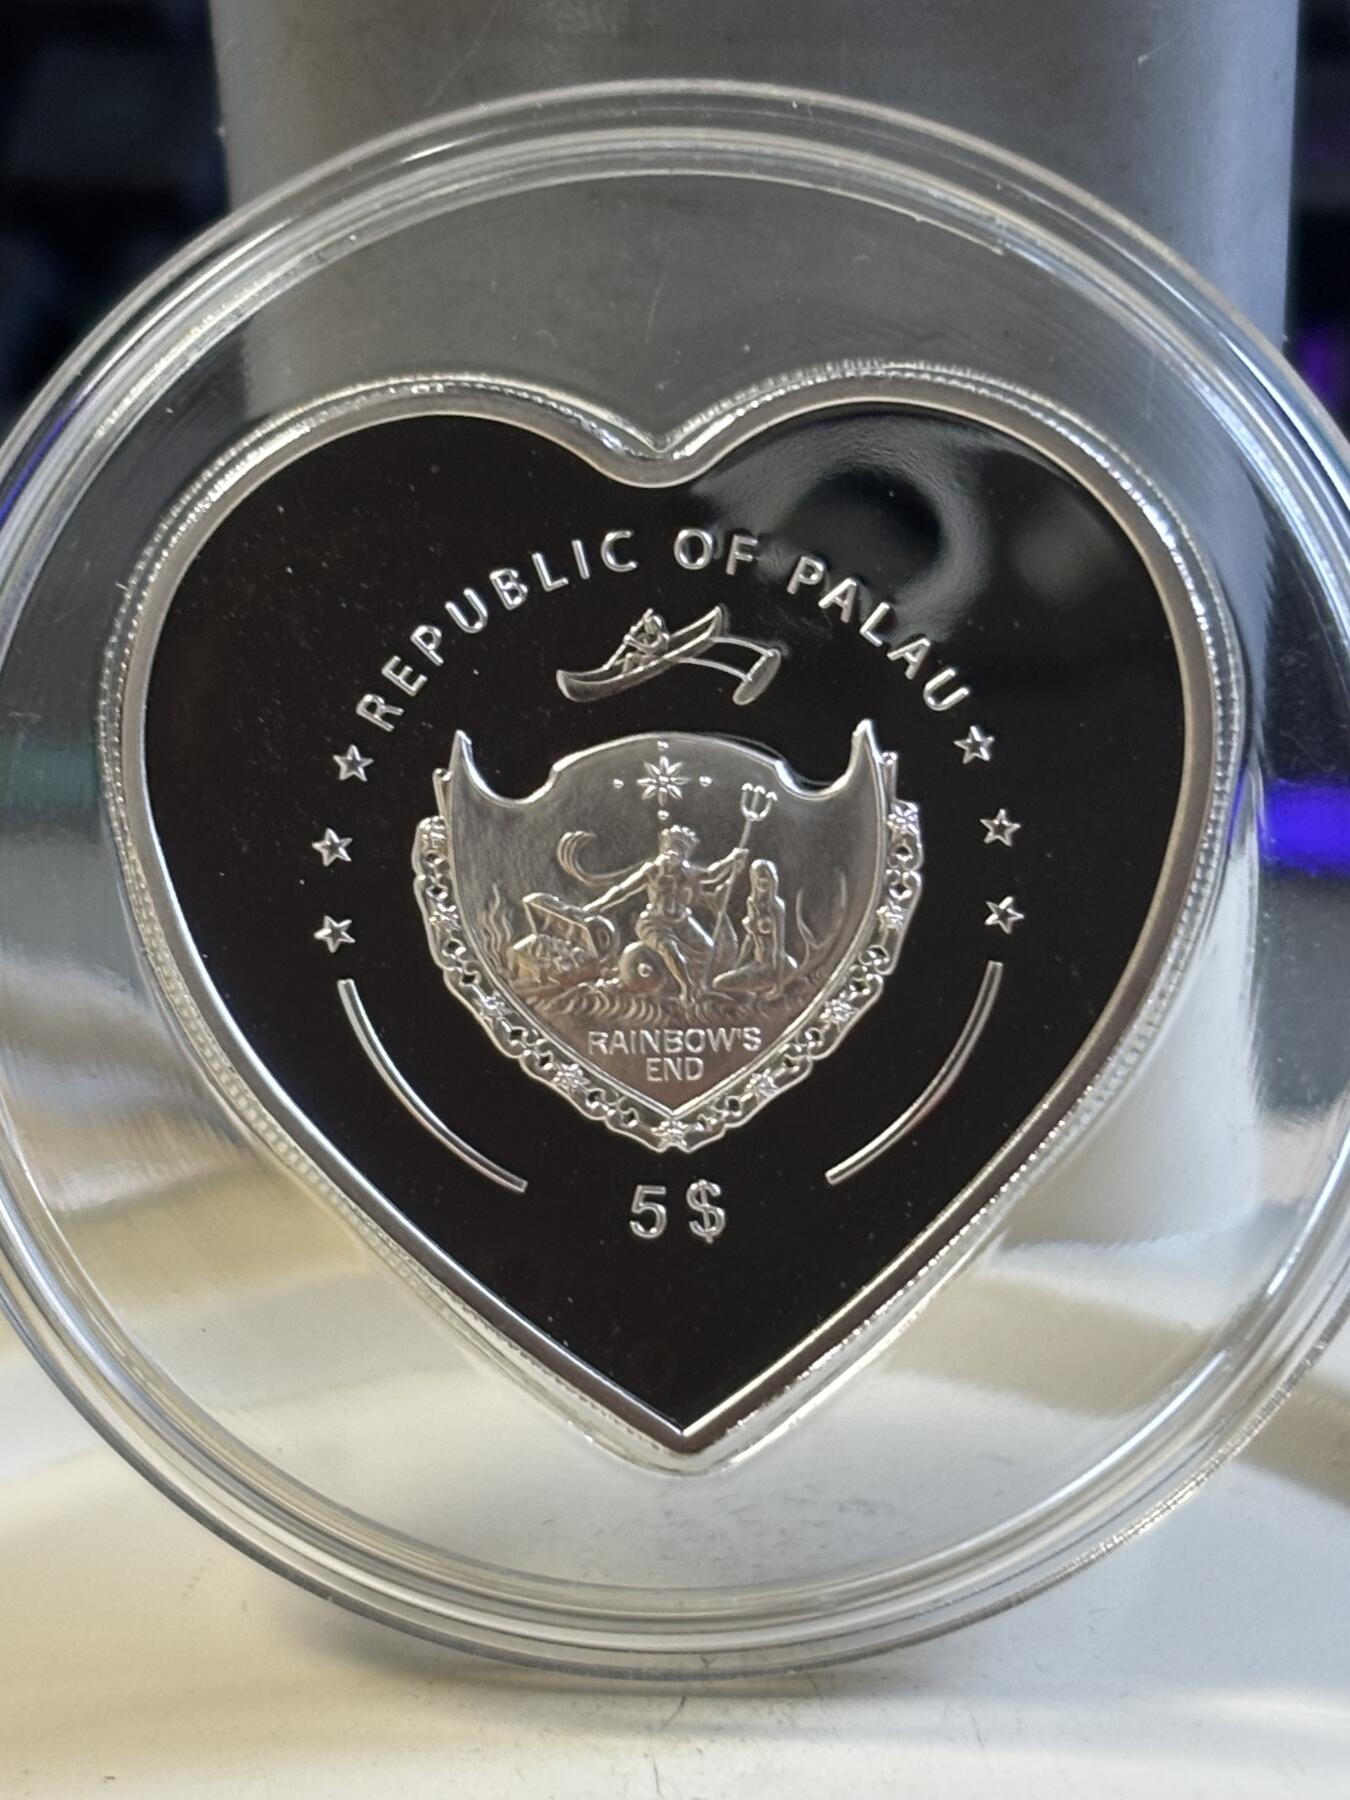 REPUBLIC OF PALAU
RAINBOW'S
END
5$